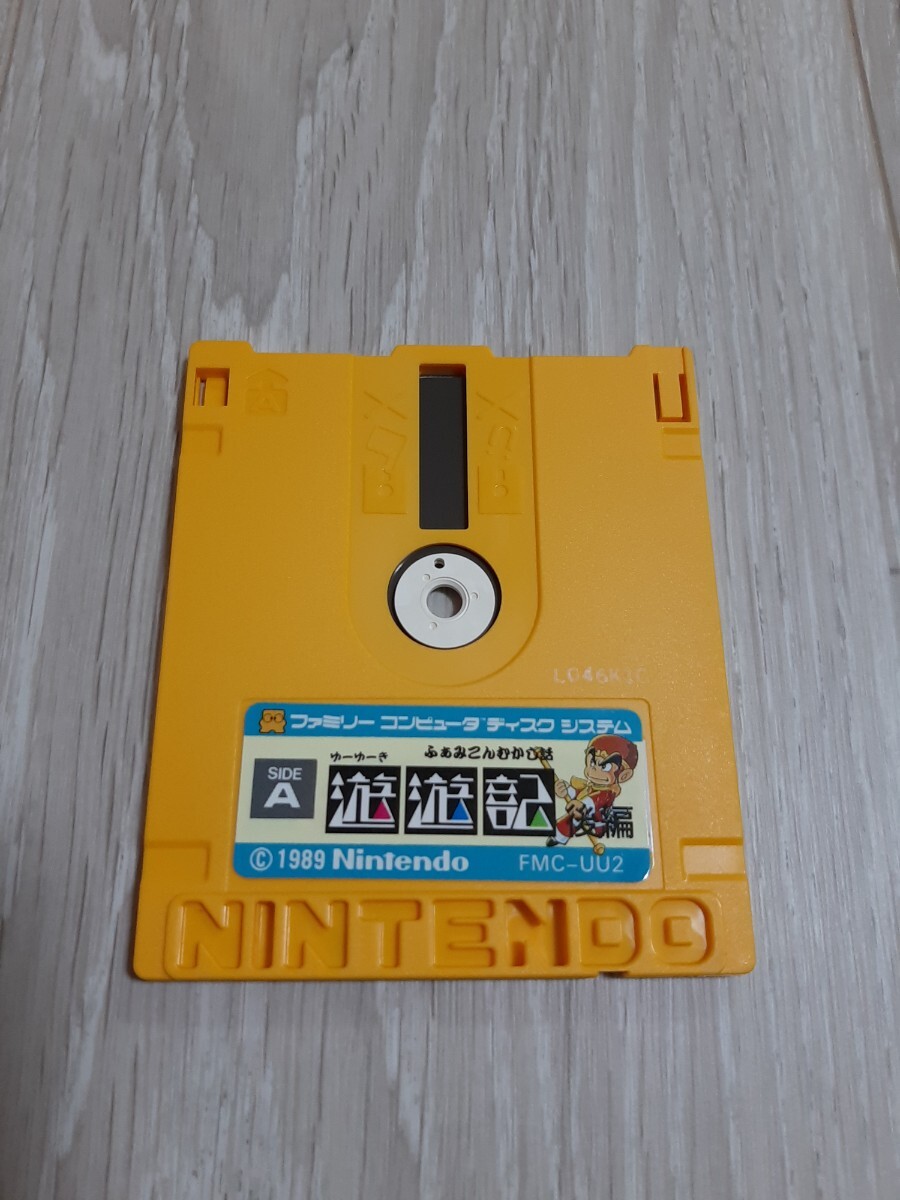 L046R1C
ファミリー コンピュータ ディスク システム
ゆーゆーき ふぁみこんむかし話
SIDE A 遊遊記 後編
© 1989 Nintendo FMC-UU2
NINTENDO